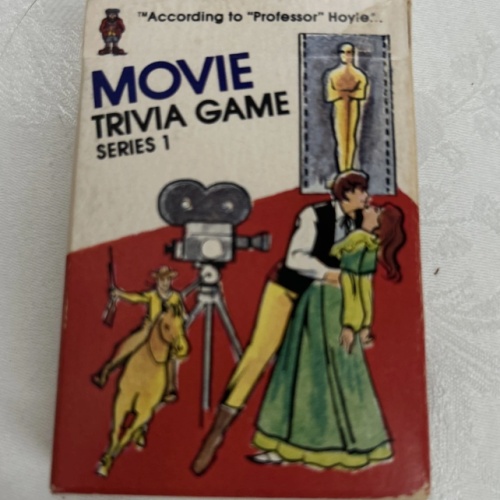 ™According to "Professor" Hoyle."..
MOVIE
TRIVIA GAME
SERIES 1